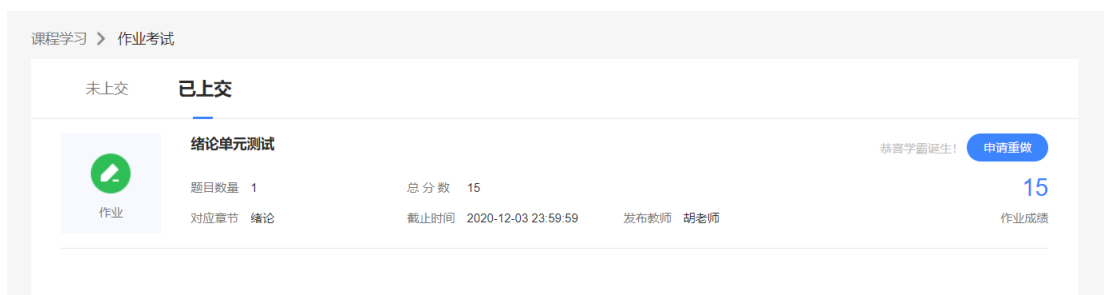 课程学习 > 作业考试
未上交 已上交
绪论单元测试 恭喜学霸诞生! 申请重做
题目数量 1 总分数 15 15
作业 对应章节 绪论 截止时间 2020-12-03 23:59:59 发布教师 胡老师 作业成绩